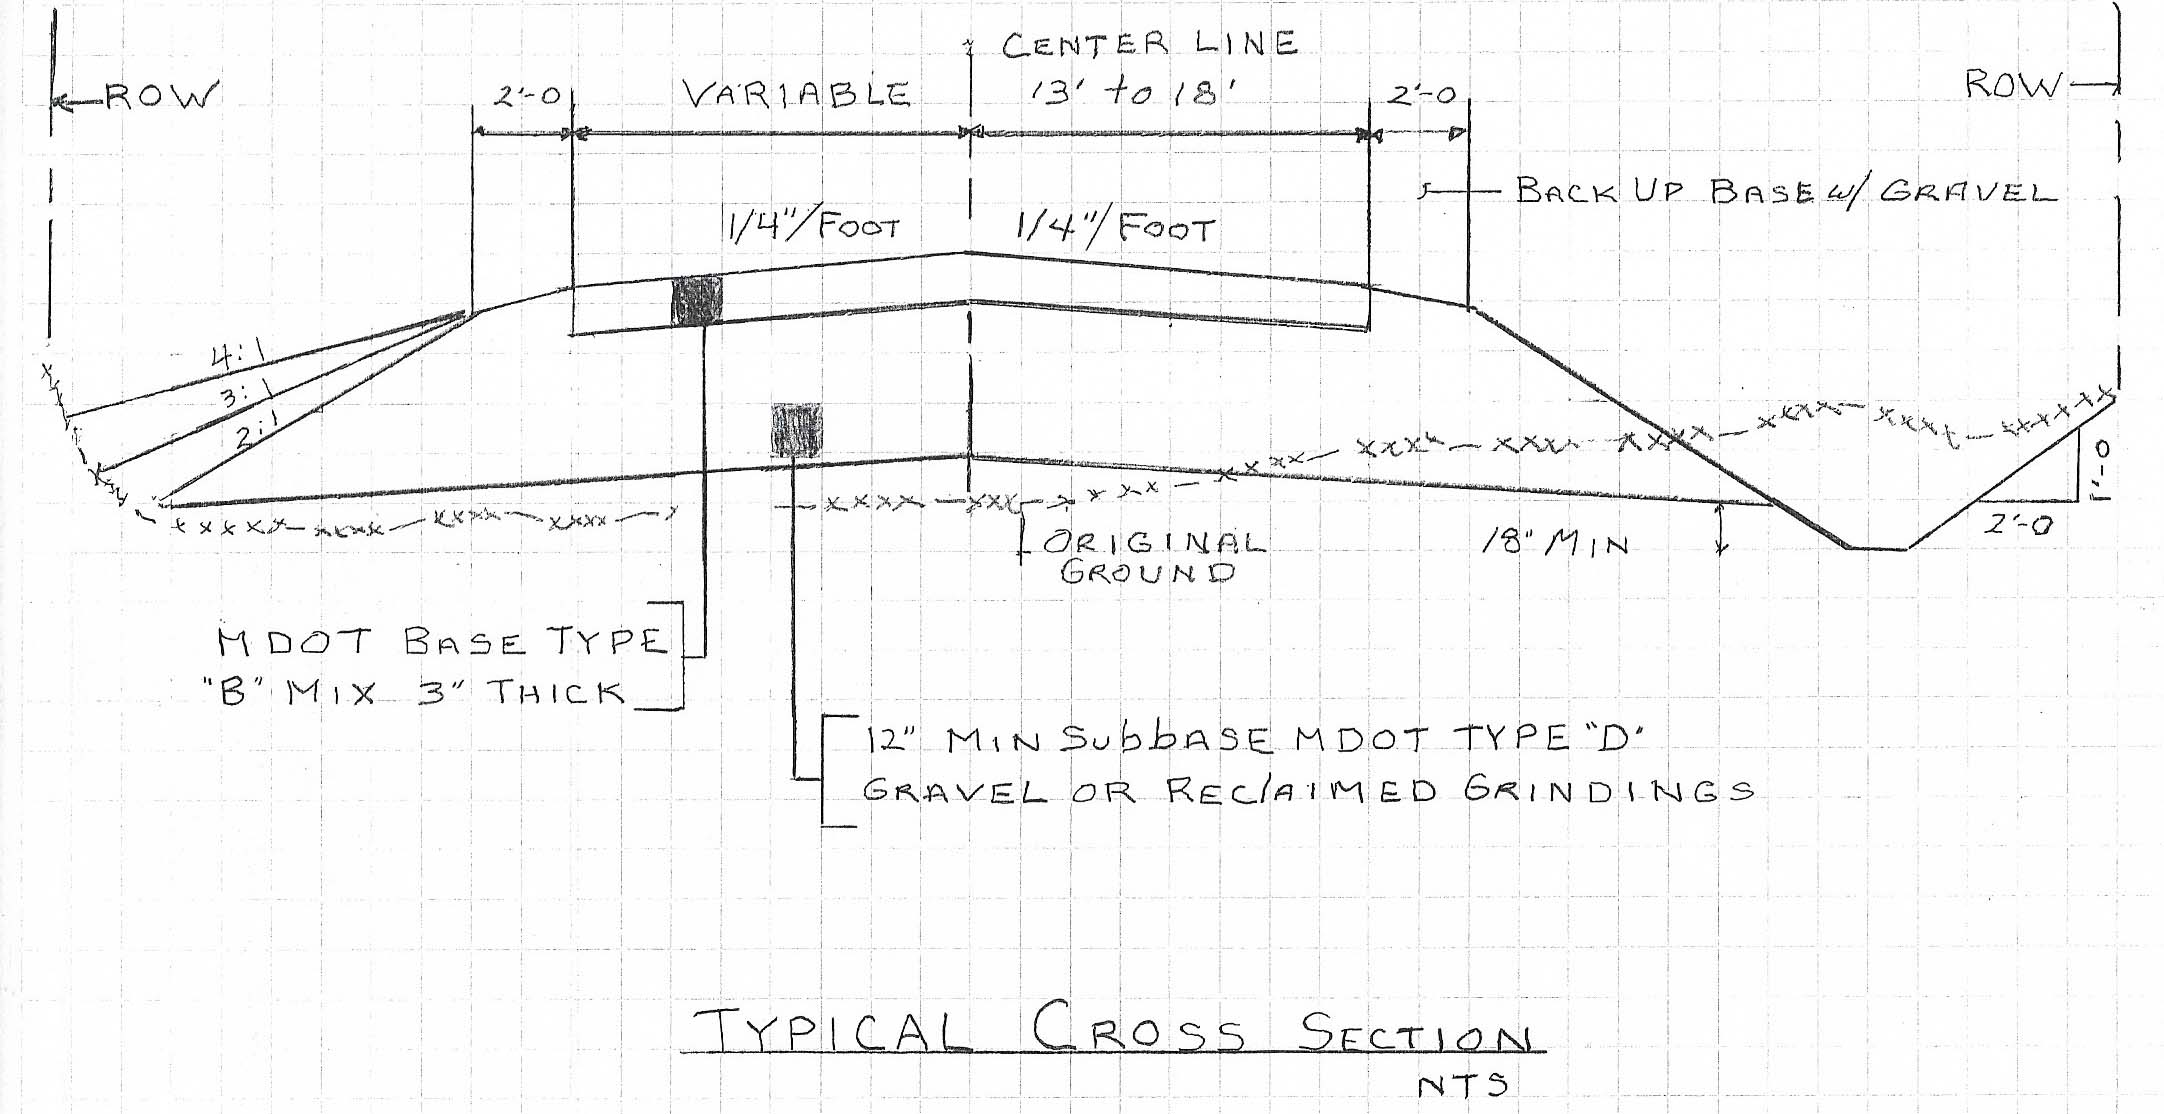 CENTER LINE
ROW
2'-0
VARIABLE
13' to 18'
2'-0
ROW
BACK UP BASE w/ GRAVEL
1/4"/FOOT
1/4"/FOOT
4:1
3:1
2:1
1'-0
2'-0
18" MIN
ORIGINAL
GROUND
MDOT BASE TYPE
"B" MIX 3" THICK
12" MIN SubbASE MDOT TYPE "D"
GRAVEL OR REClAIMED GRINDINGS
TYPICAL CROSS SECTION
NTS